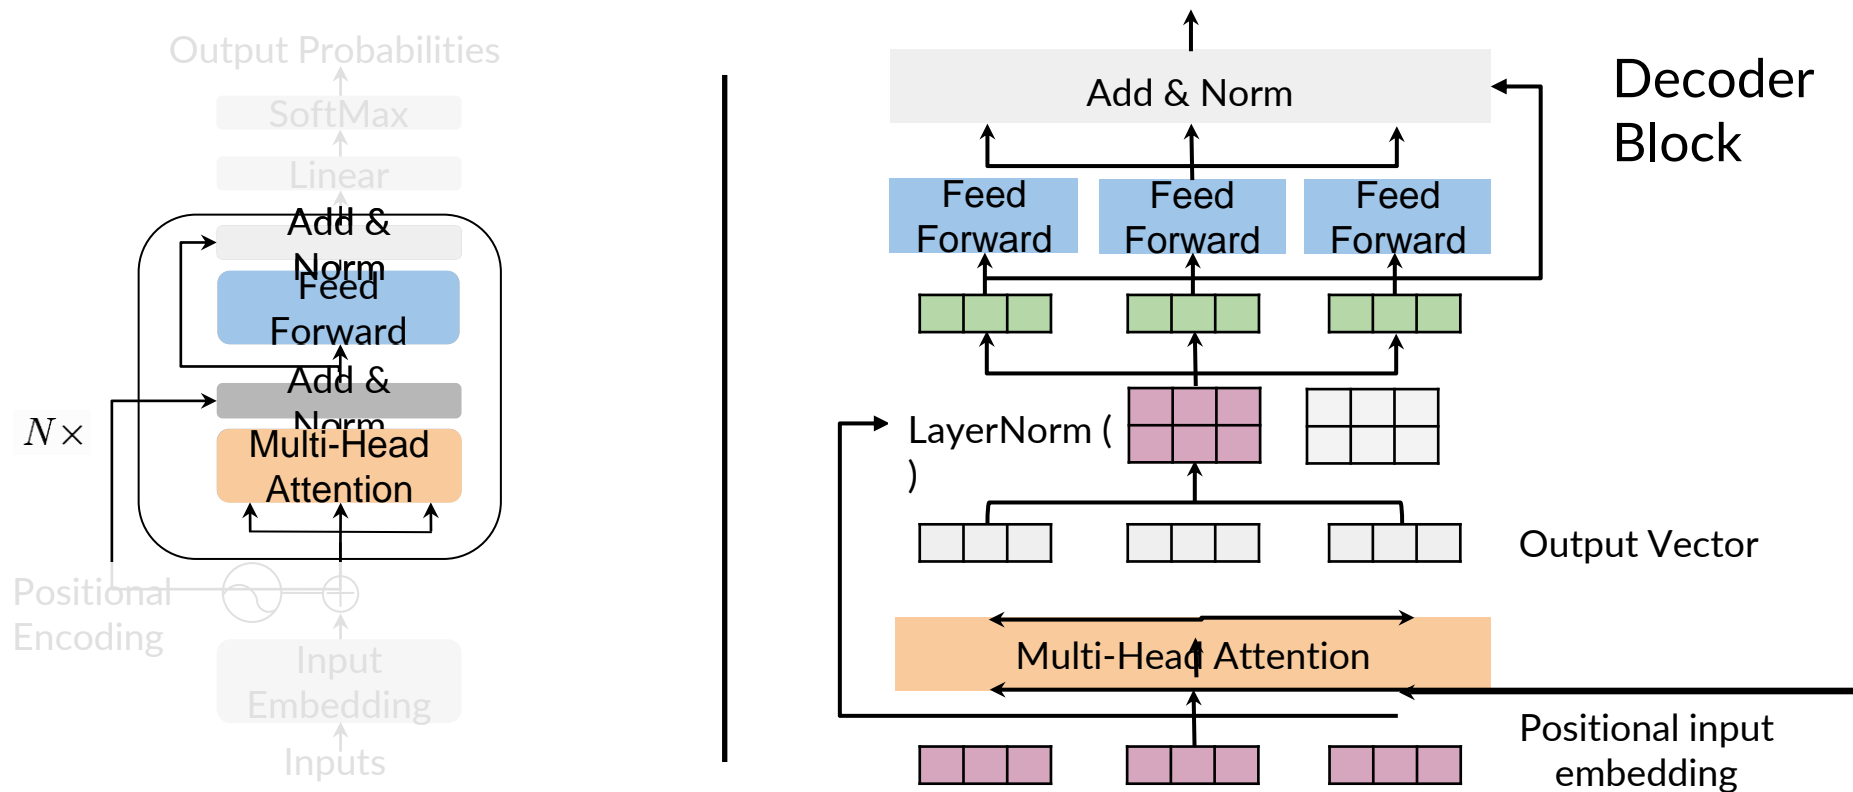 Output Probabilities
SoftMax
Linear
Add &
Norm
Feed
Forward
Add &
Norm
Multi-Head
Attention
N×
Positional
Encoding
Input
Embedding
Inputs
Decoder
Block
Add & Norm
Feed
Forward
Feed
Forward
Feed
Forward
LayerNorm (
)
Output Vector
Multi-Head Attention
Positional input
embedding